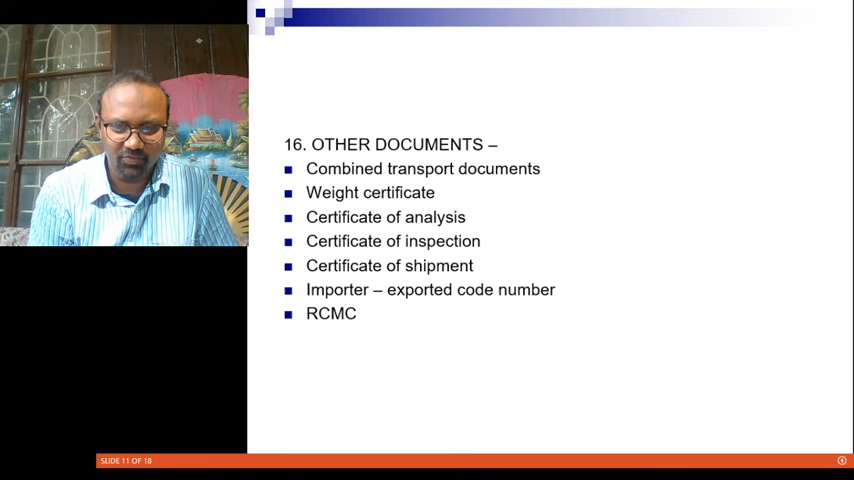 16. OTHER DOCUMENTS –
Combined transport documents
Weight certificate
Certificate of analysis
Certificate of inspection
Certificate of shipment
Importer – exported code number
RCMC
SLIDE 11 OF 18